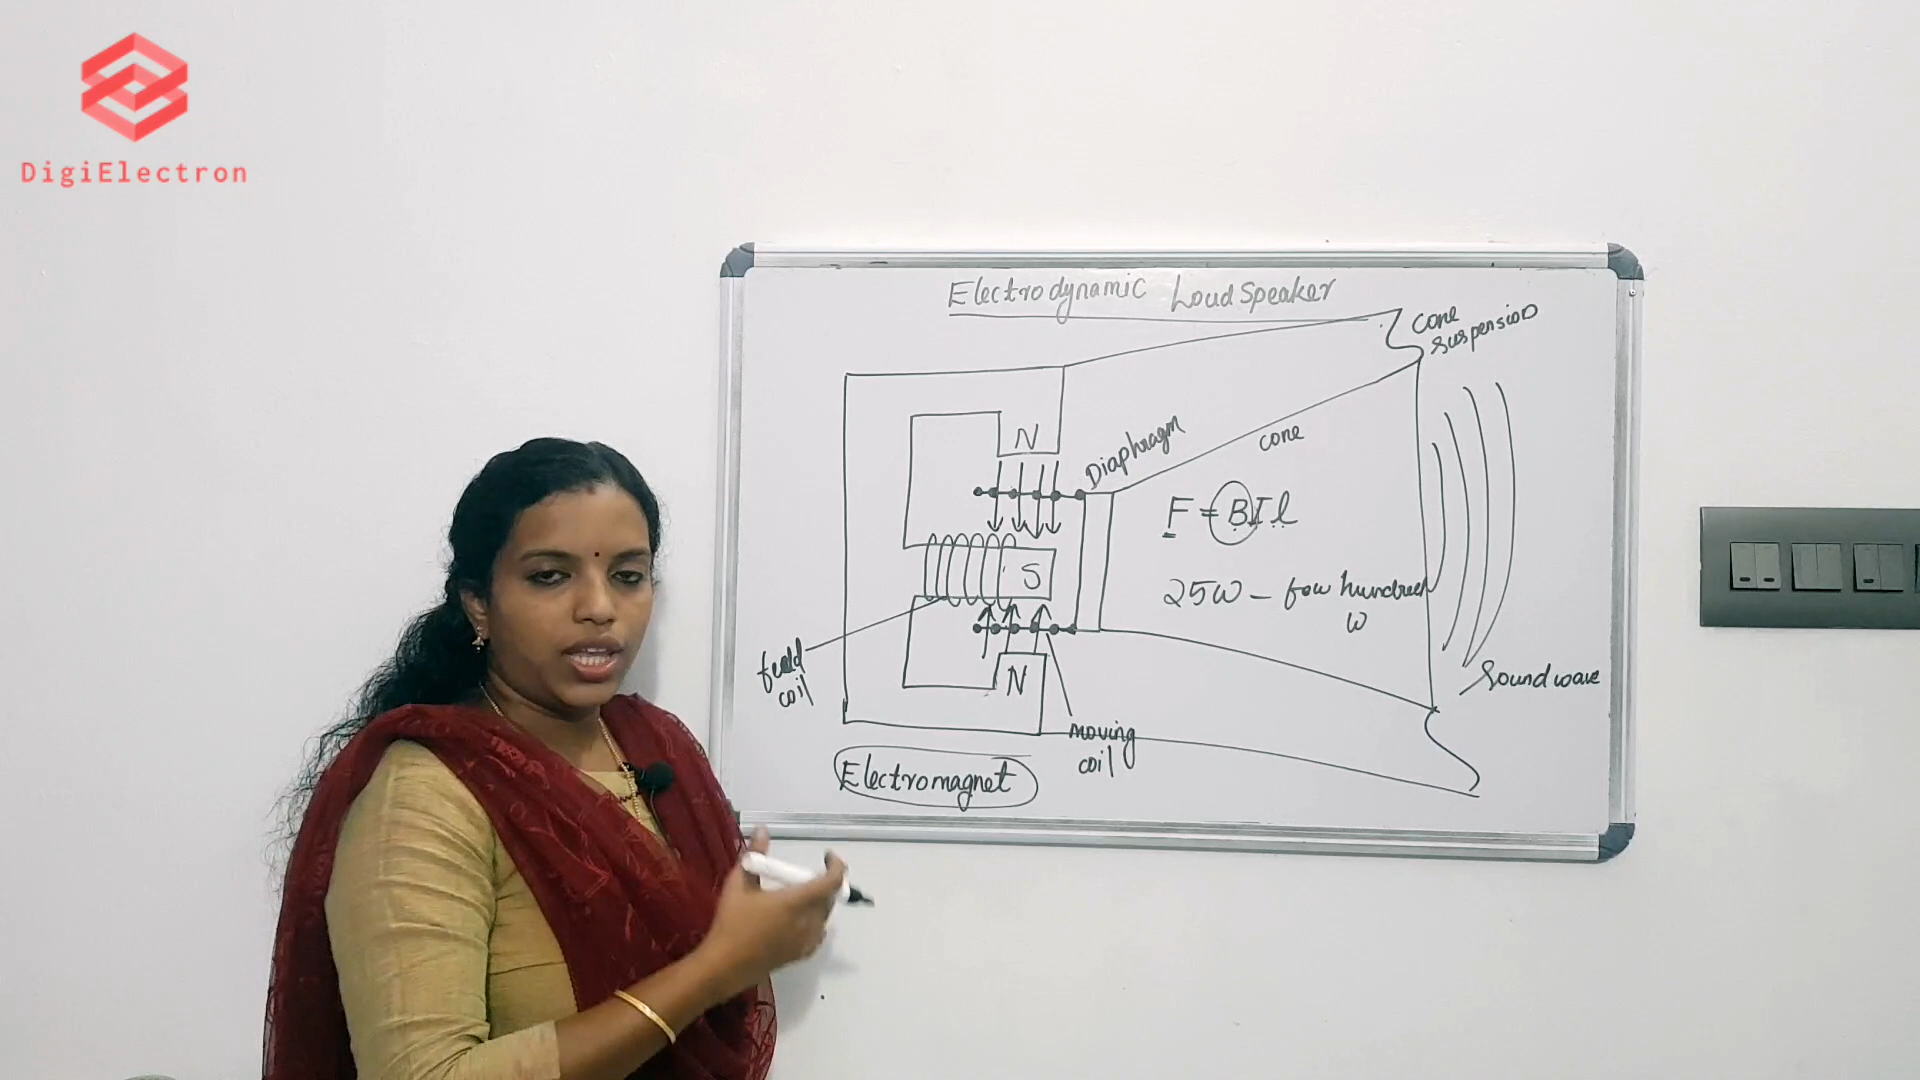 DigiElectron
Electrodynamic Loud Speaker
cone
suspension
N
Diaphragm
cone
F = BIl
S
25W - few hundred
W
field
coil
N
Sound wave
moving
coil
Electromagnet